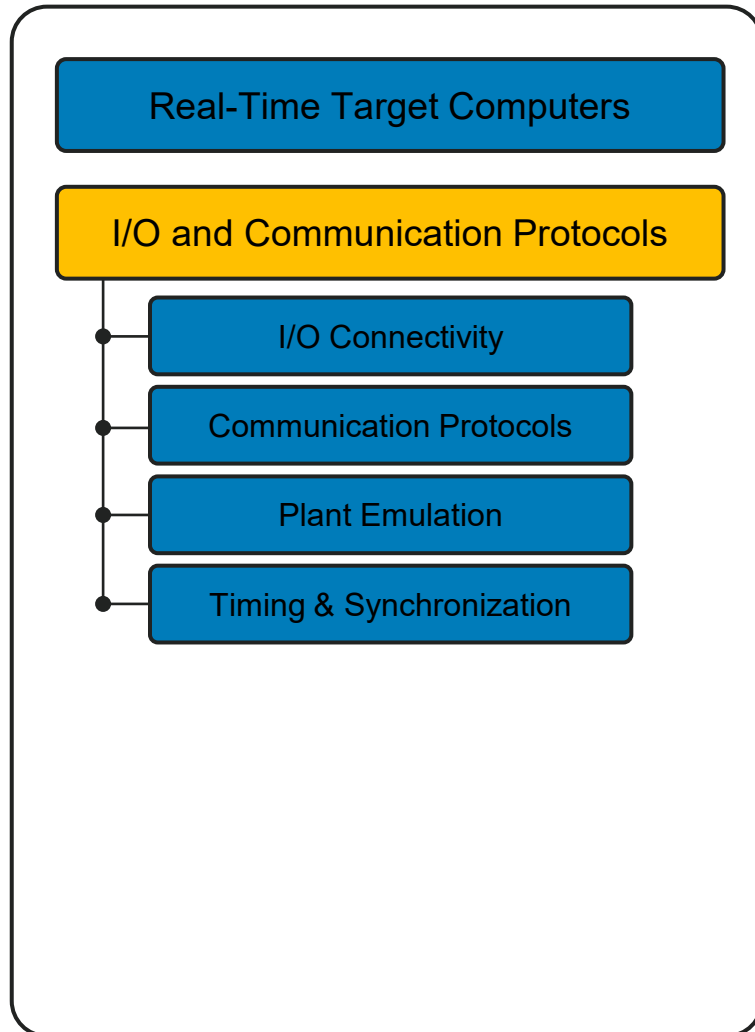 Real-Time Target Computers
I/O and Communication Protocols
I/O Connectivity
Communication Protocols
Plant Emulation
Timing & Synchronization